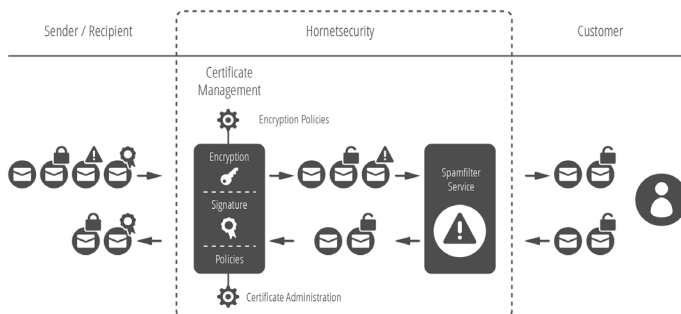 Sender / Recipient
Hornetsecurity
Customer
Certificate
Management
Encryption Policies
Encryption
Signature
Policies
Spamfilter
Service
Certificate Administration